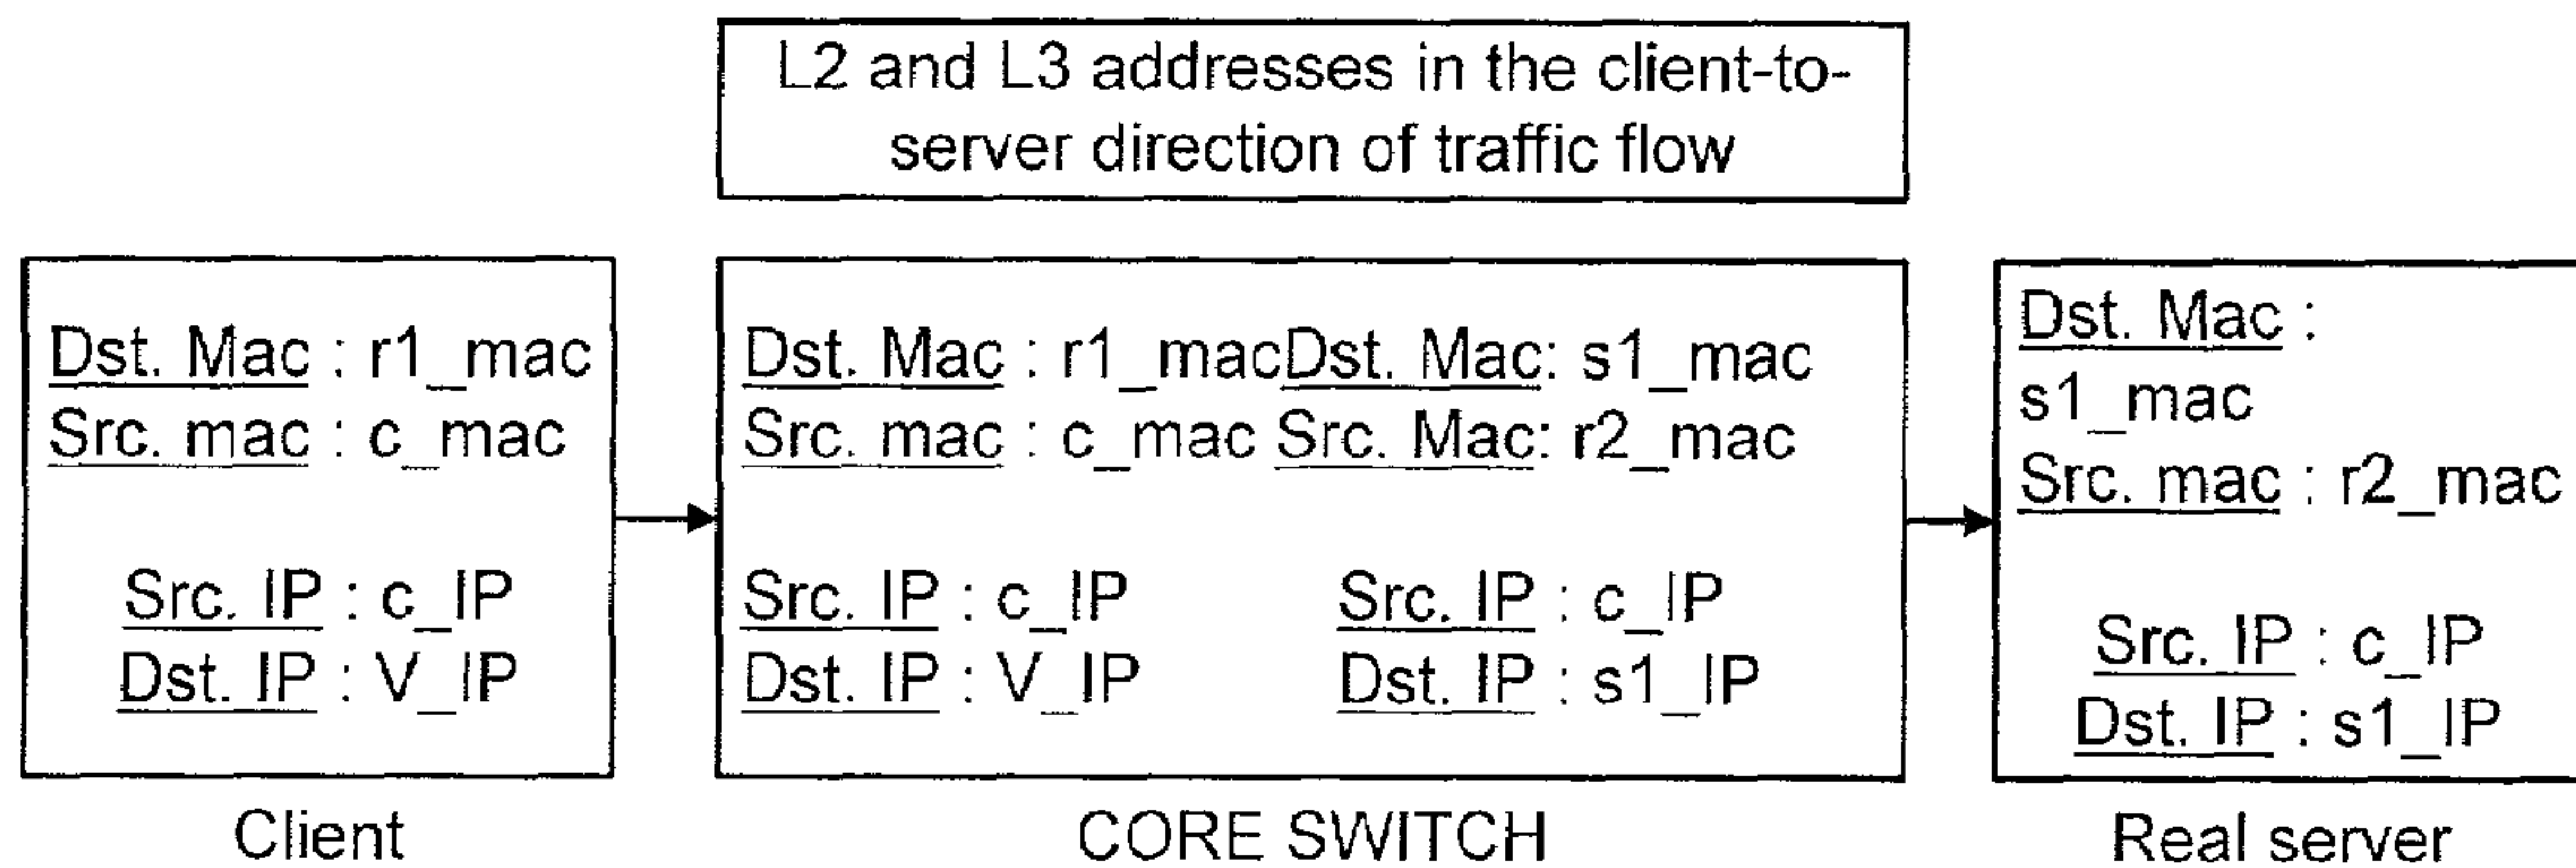 L2 and L3 addresses in the client-to-
server direction of traffic flow
Dst. Mac : r1_mac
Src. mac : c_mac
Src. IP : c_IP
Dst. IP : V_IP
Client
Dst. Mac : r1_macDst. Mac: s1_mac
Src. mac : c_mac Src. Mac: r2_mac
Src. IP : c_IP Src. IP : c_IP
Dst. IP : V_IP Dst. IP : s1_IP
CORE SWITCH
Dst. Mac :
s1_mac
Src. mac : r2_mac
Src. IP : c_IP
Dst. IP : s1_IP
Real server